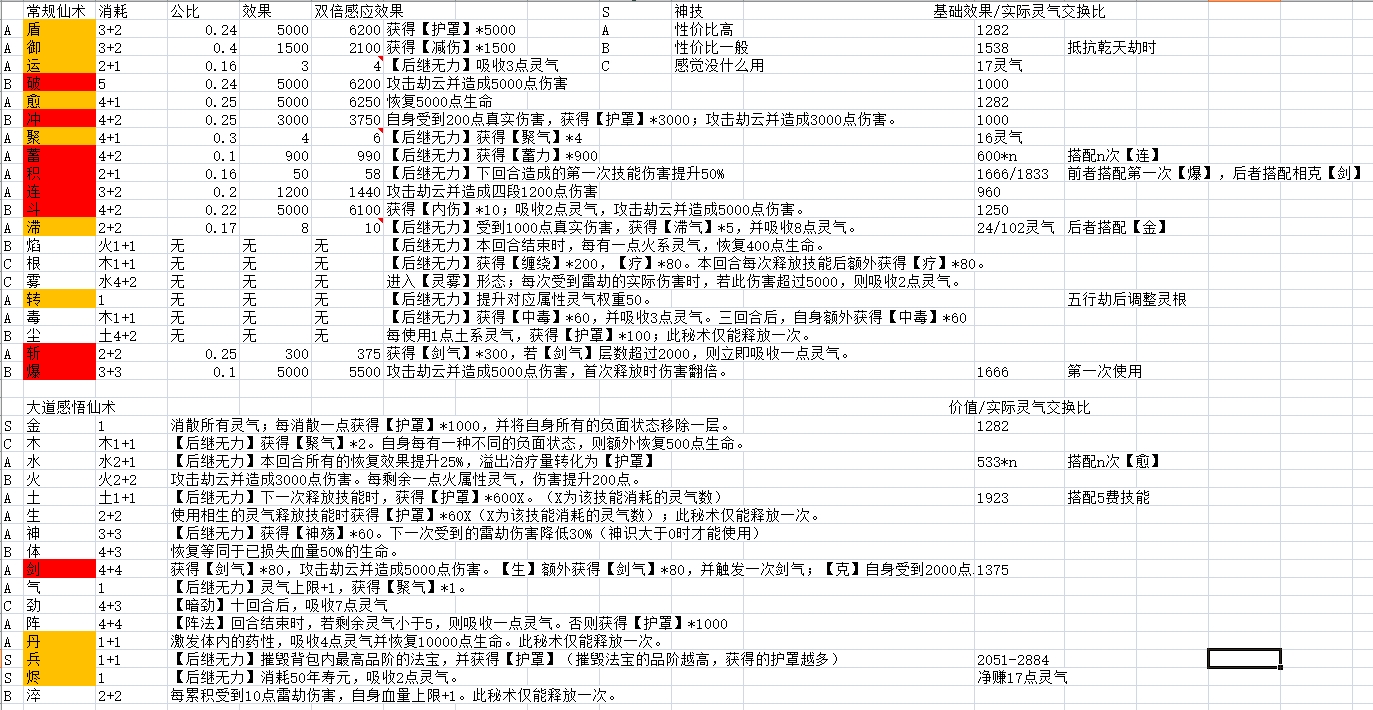 常规仙术 消耗 公比 效果 双倍感应效果 S 神技 基础效果/实际灵气交换比
A 盾 3+2 0.24 5000 6200 获得【护罩】*5000 A 性价比高 1282
A 御 3+2 0.4 1500 2100 获得【减伤】*1500 B 性价比一般 1538 抵抗乾天劫时
A 运 2+1 0.16 3 4 【后继无力】吸收3点灵气 C 感觉没什么用 17灵气
B 破 5 0.24 5000 6200 攻击劫云并造成5000点伤害 1000
A 愈 4+1 0.25 5000 6250 恢复5000点生命 1282
B 冲 4+2 0.25 3000 3750 自身受到200点真实伤害，获得【护罩】*3000；攻击劫云并造成3000点伤害。 1000
A 聚 4+1 0.3 4 6 【后继无力】获得【聚气】*4 16灵气
A 蓄 4+2 0.1 900 990 【后继无力】获得【蓄力】*900 600*n 搭配n次【连】
A 积 2+1 0.16 50 58 【后继无力】下回合造成的第一次技能伤害提升50% 1666/1833 前者搭配第一次【爆】，后者搭配相克【剑】
A 连 3+2 0.2 1200 1440 攻击劫云并造成四段1200点伤害 960
B 斗 4+2 0.22 5000 6100 获得【内伤】*10；吸收2点灵气，攻击劫云并造成5000点伤害。 1250
A 滞 2+2 0.17 8 10 【后继无力】受到1000点真实伤害，获得【滞气】*5，并吸收8点灵气。 24/102灵气 后者搭配【金】
B 焰 火1+1 无 无 无 【后继无力】本回合结束时，每有一点火系灵气，恢复400点生命。
C 根 木1+1 无 无 无 【后继无力】获得【缠绕】*200，【疗】*80。本回合每次释放技能后额外获得【疗】*80。
C 雾 水4+2 无 无 无 进入【灵雾】形态；每次受到雷劫的实际伤害时，若此伤害超过5000，则吸收2点灵气。
A 转 1 无 无 无 【后继无力】提升对应属性灵气权重50。 五行劫后调整灵根
A 毒 木1+1 无 无 无 【后继无力】获得【中毒】*60，并吸收3点灵气。三回合后，自身额外获得【中毒】*60
B 尘 土4+2 无 无 无 每使用1点土系灵气，获得【护罩】*100；此秘术仅能释放一次。
A 斩 2+2 0.25 300 375 获得【剑气】*300，若【剑气】层数超过2000，则立即吸收一点灵气。
B 爆 3+3 0.1 5000 5500 攻击劫云并造成5000点伤害，首次释放时伤害翻倍。 1666 第一次使用
大道感悟仙术 价值/实际灵气交换比
S 金 1 消散所有灵气；每消散一点获得【护罩】*1000，并将自身所有的负面状态移除一层。 1282
C 木 木1+1 【后继无力】获得【聚气】*2。自身每有一种不同的负面状态，则额外恢复500点生命。
A 水 水2+1 【后继无力】本回合所有的恢复效果提升25%，溢出治疗量转化为【护罩】 533*n 搭配n次【愈】
B 火 火2+2 攻击劫云并造成3000点伤害。每剩余一点火属性灵气，伤害提升200点。
A 土 土1+1 【后继无力】下一次释放技能时，获得【护罩】*600X。（X为该技能消耗的灵气数） 1923 搭配5费技能
A 生 2+2 使用相生的灵气释放技能时获得【护罩】*60X（X为该技能消耗的灵气数）；此秘术仅能释放一次。
A 神 3+3 【后继无力】获得【神殇】*60。下一次受到的雷劫伤害降低30%（神识大于0时才能使用）
B 体 4+3 恢复等同于已损失血量50%的生命。
A 剑 4+4 获得【剑气】*80，攻击劫云并造成5000点伤害。【生】额外获得【剑气】*80，并触发一次剑气；【克】自身受到2000点 1375
A 气 1 【后继无力】灵气上限+1，获得【聚气】*1。
C 劲 4+3 【暗劲】十回合后，吸收7点灵气
A 阵 4+4 【阵法】回合结束时，若剩余灵气小于5，则吸收一点灵气。否则获得【护罩】*1000
A 丹 1+1 激发体内的药性，吸收4点灵气并恢复10000点生命。此秘术仅能释放一次。
S 兵 1+1 【后继无力】摧毁背包内最高品阶的法宝，并获得【护罩】（摧毁法宝的品阶越高，获得的护罩越多） 2051-2884
S 烬 1 【后继无力】消耗50年寿元，吸收2点灵气。 净赚17点灵气
B 淬 2+2 每累积受到10点雷劫伤害，自身血量上限+1。此秘术仅能释放一次。